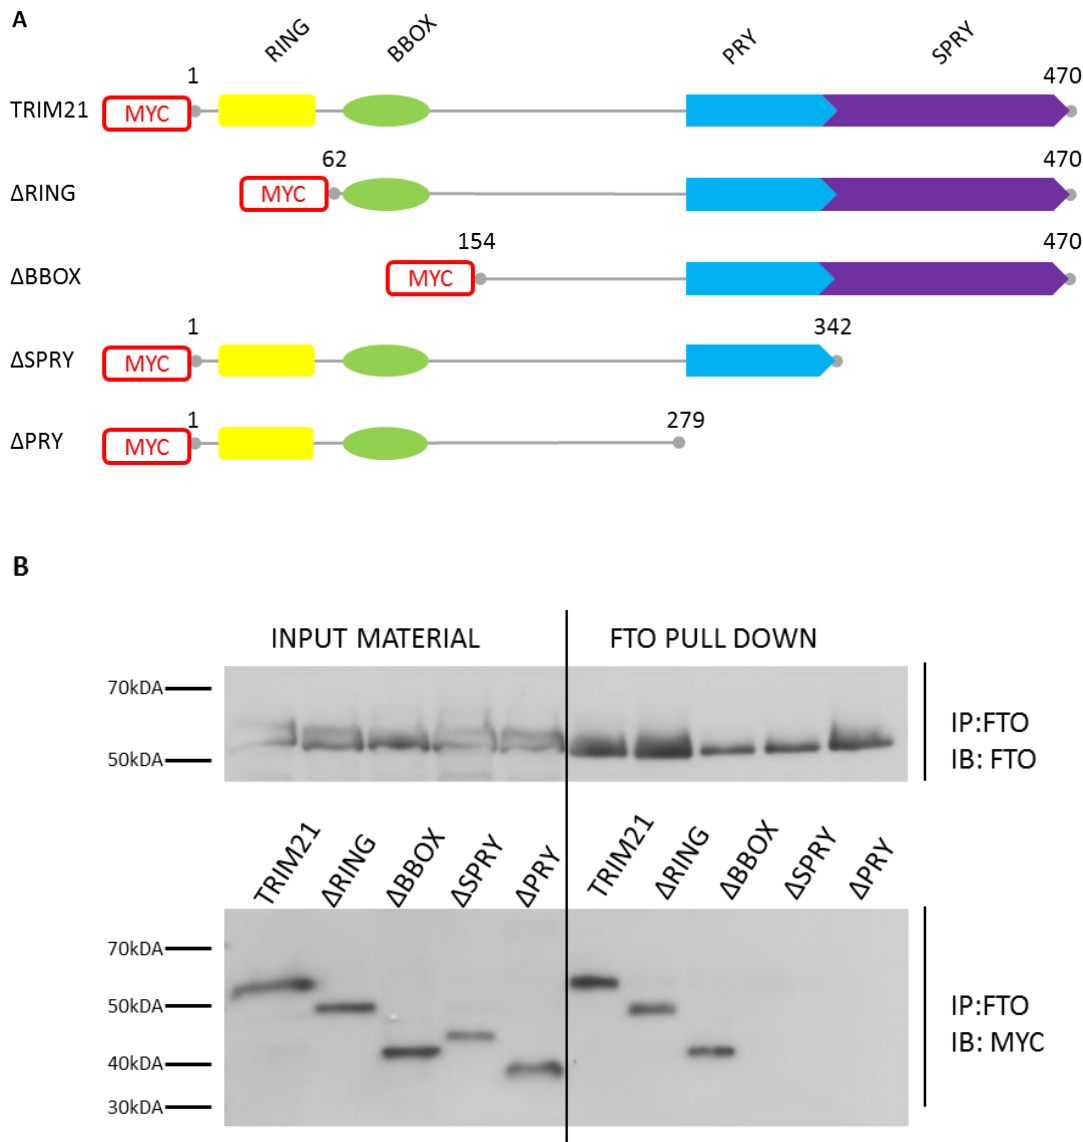 A
RING BBOX PRY SPRY
1 470
TRIM21 MYC
62 470
ΔRING MYC
154 470
ΔBBOX MYC
1 342
ΔSPRY MYC
1 279
ΔPRY MYC
B
INPUT MATERIAL FTO PULL DOWN
70kDA
50kDA
IP:FTO
IB: FTO
TRIM21 ΔRING ΔBBOX ΔSPRY ΔPRY TRIM21 ΔRING ΔBBOX ΔSPRY ΔPRY
70kDA
50kDA
40kDA
30kDA
IP:FTO
IB: MYC